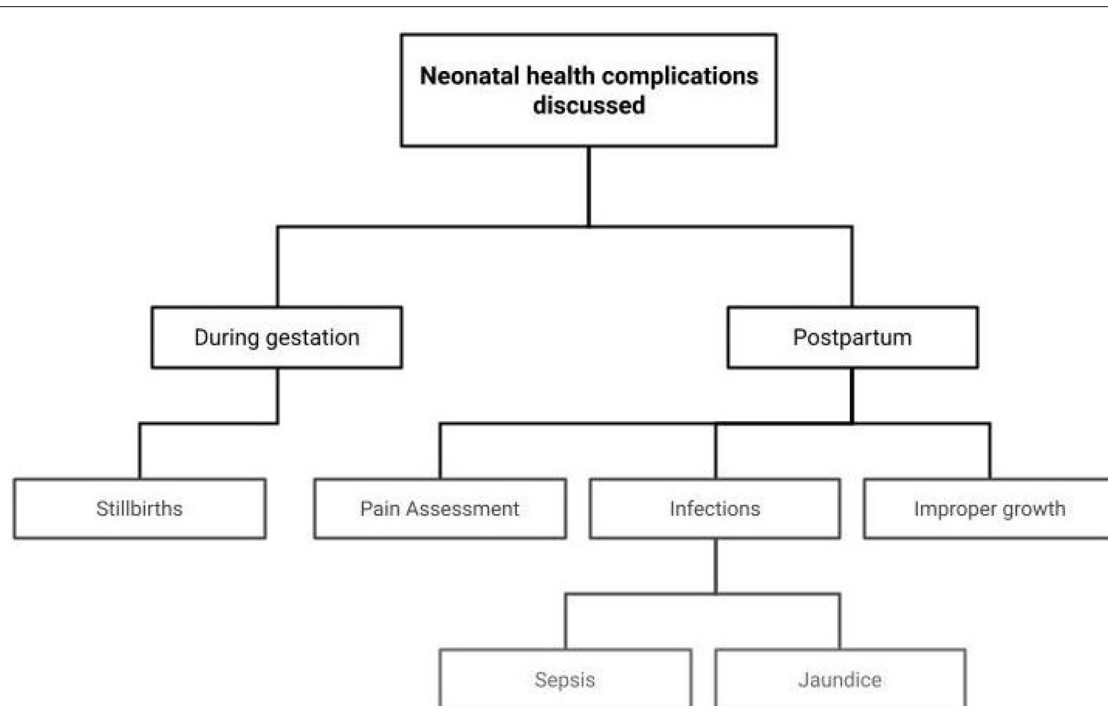 Neonatal health complications
discussed
During gestation
Postpartum
Stillbirths
Pain Assessment
Infections
Improper growth
Sepsis
Jaundice